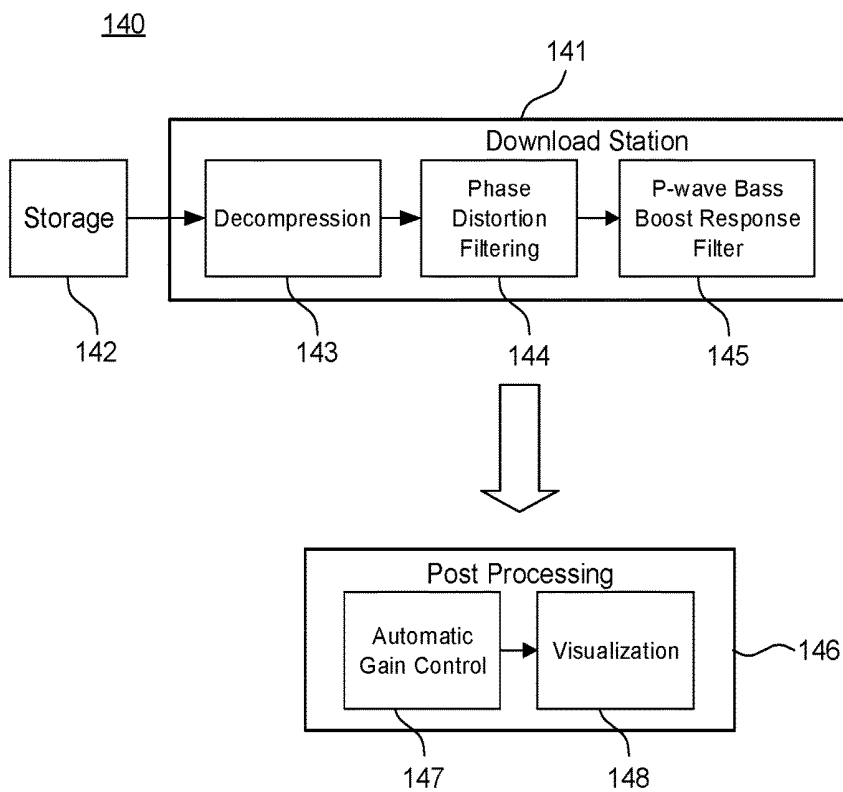 140
141
Download Station
Storage
Decompression
Phase
Distortion
Filtering
P-wave Bass
Boost Response
Filter
142
143
144
145
Post Processing
Automatic
Gain Control
Visualization
146
147
148